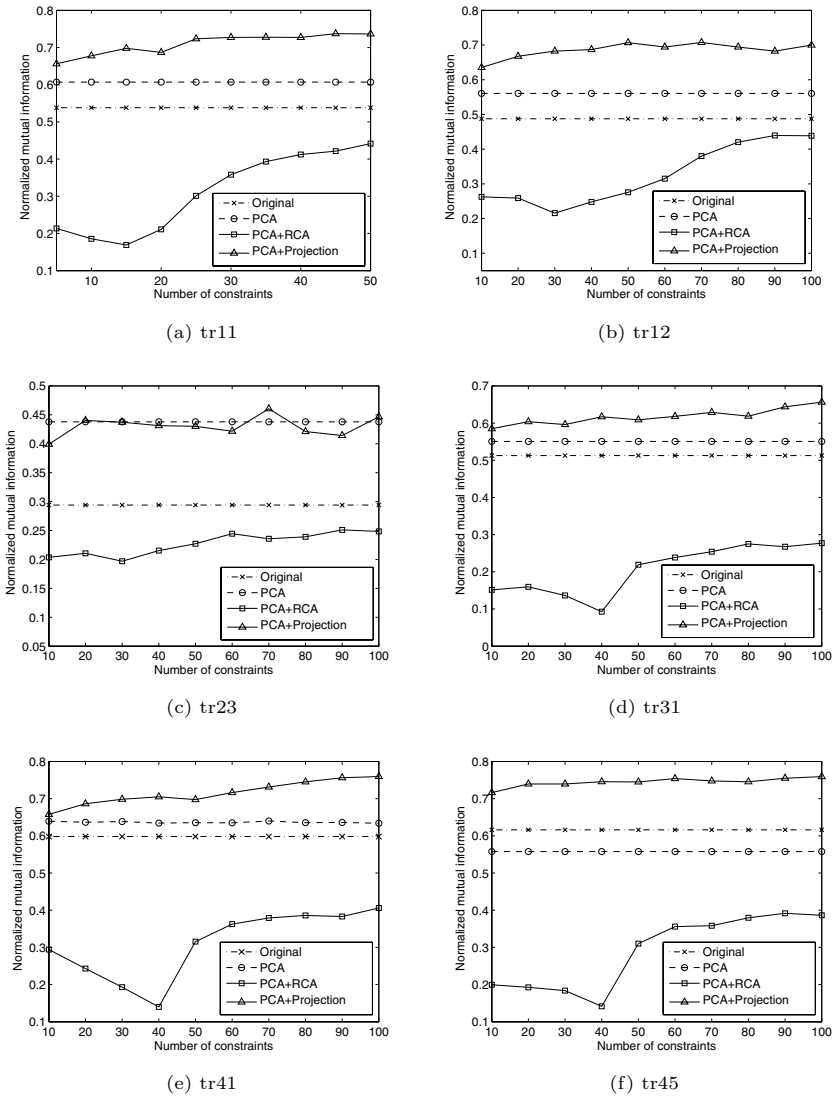 0.8
0.7
0.6
0.5
0.4
0.3
0.2
0.1
Normalized mutual information
Original
PCA
PCA+RCA
PCA+Projection
10 20 30 40 50
Number of constraints
(a) tr11
0.8
0.7
0.6
0.5
0.4
0.3
0.2
0.1
Normalized mutual information
Original
PCA
PCA+RCA
PCA+Projection
10 20 30 40 50 60 70 80 90 100
Number of constraints
(b) tr12
0.5
0.45
0.4
0.35
0.3
0.25
0.2
0.15
0.1
0.05
Normalized mutual information
Original
PCA
PCA+RCA
PCA+Projection
10 20 30 40 50 60 70 80 90 100
Number of constraints
(c) tr23
0.7
0.6
0.5
0.4
0.3
0.2
0.1
0
Normalized mutual information
Original
PCA
PCA+RCA
PCA+Projection
10 20 30 40 50 60 70 80 90 100
Number of constraints
(d) tr31
0.8
0.7
0.6
0.5
0.4
0.3
0.2
0.1
Normalized mutual information
Original
PCA
PCA+RCA
PCA+Projection
10 20 30 40 50 60 70 80 90 100
Number of constraints
(e) tr41
0.8
0.7
0.6
0.5
0.4
0.3
0.2
0.1
Normalized mutual information
Original
PCA
PCA+RCA
PCA+Projection
10 20 30 40 50 60 70 80 90 100
Number of constraints
(f) tr45